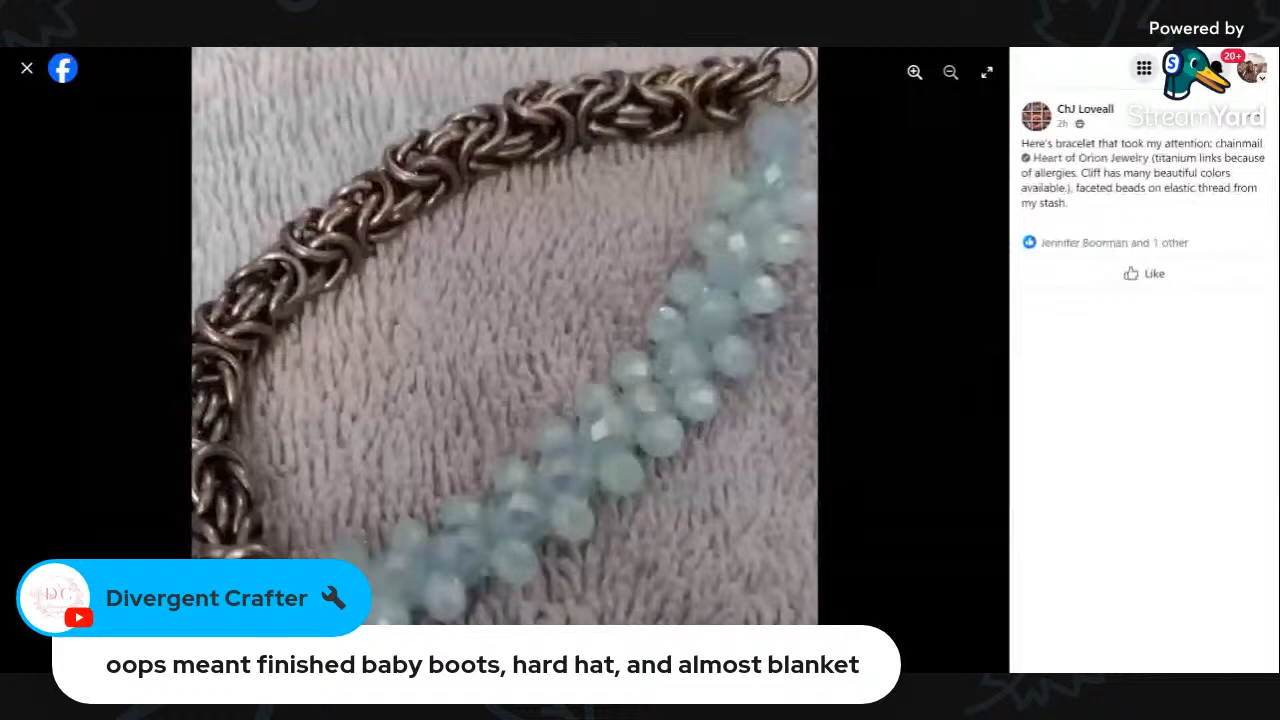 Powered by
StreamYard
20+
ChJ Loveall
2h
Here's bracelet that took my attention: chainmail
Heart of Orion Jewelry (titanium links because
of allergies. Cliff has many beautiful colors
available.), faceted beads on elastic thread from
my stash.
Jennifer Boorman and 1 other
Like
Divergent Crafter
oops meant finished baby boots, hard hat, and almost blanket